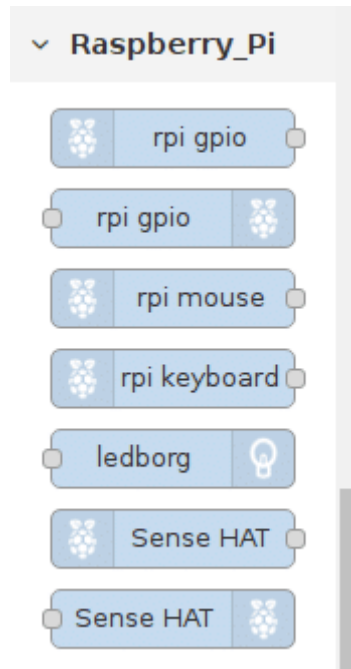 Raspberry_Pi
rpi gpio
rpi gpio
rpi mouse
rpi keyboard
ledborg
Sense HAT
Sense HAT